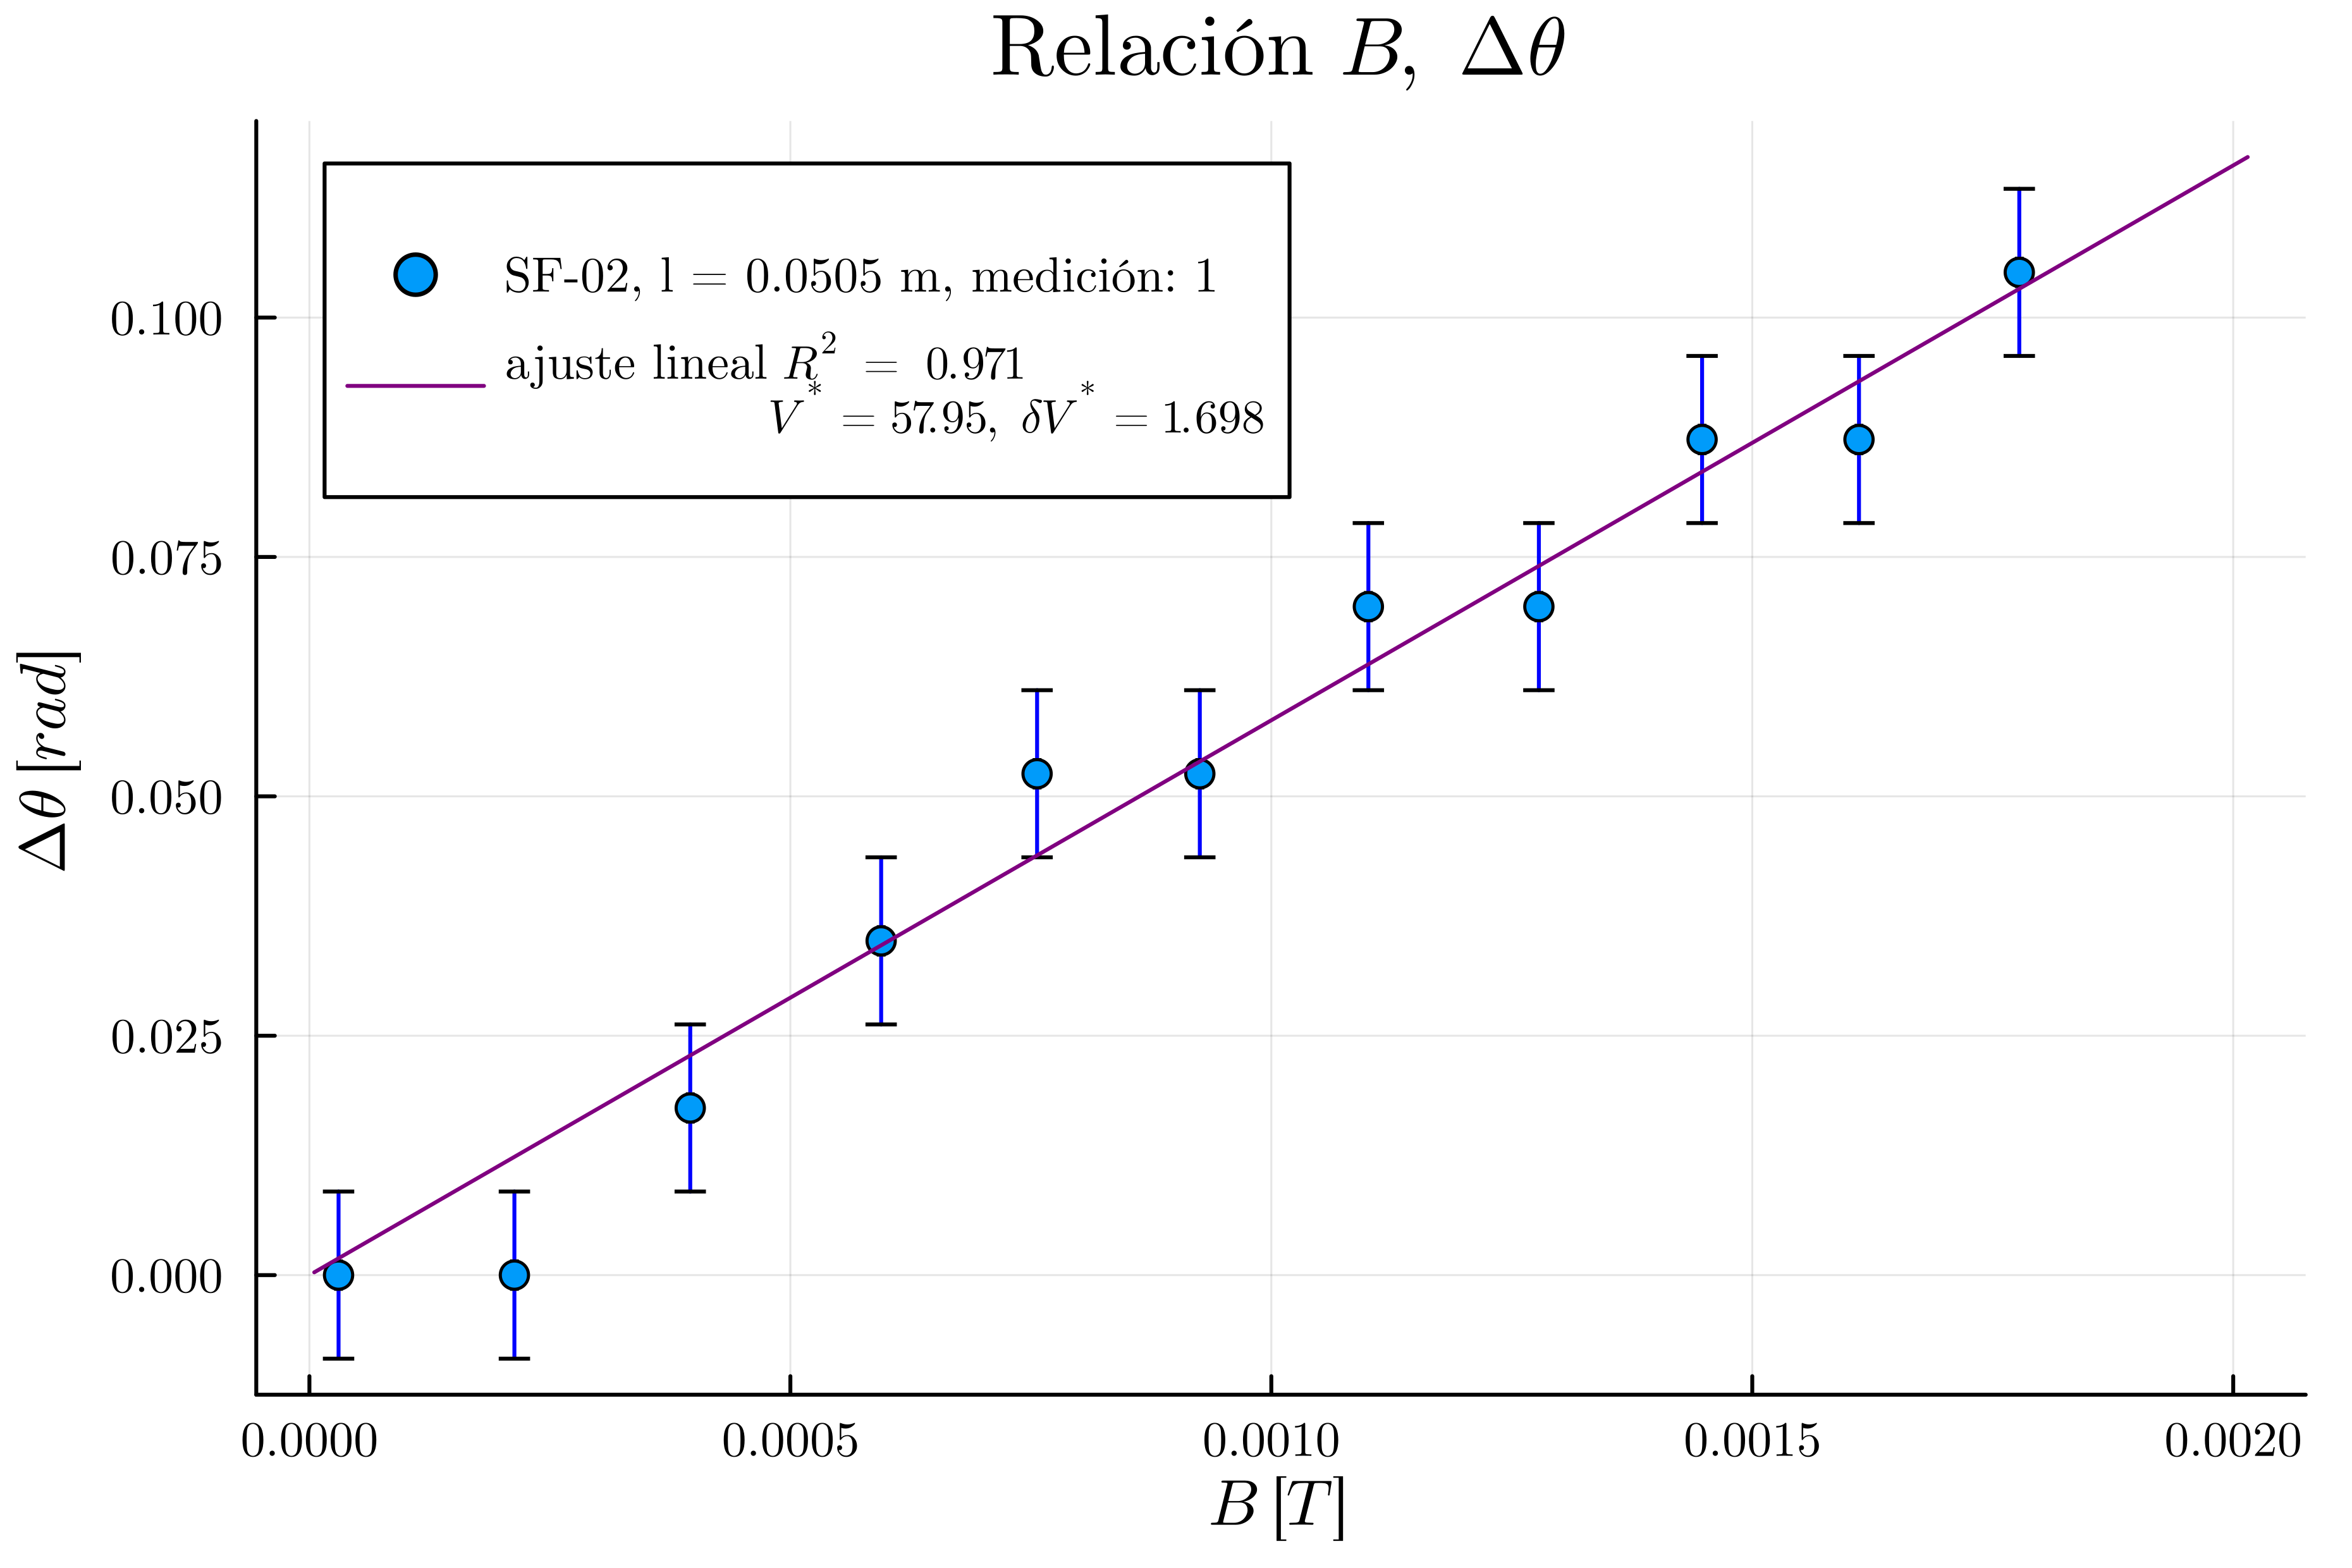 Relación B, Δθ
SF-02, l = 0.0505 m, medición: 1
ajuste lineal R² = 0.971
V* = 57.95, δV* = 1.698
0.100
0.075
0.050
0.025
0.000
Δθ [rad]
0.0000 0.0005 0.0010 0.0015 0.0020
B [T]